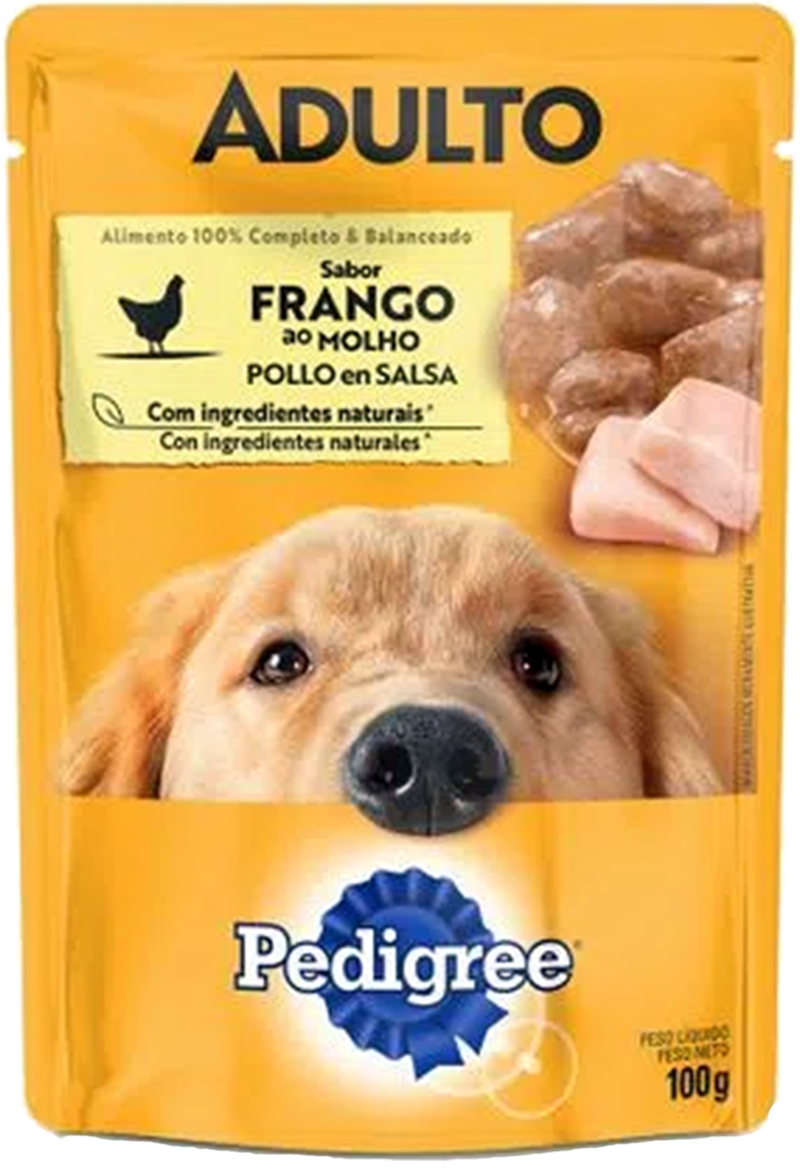 ADULTO
Alimento 100% Completo & Balanceado
Sabor
FRANGO
ao MOLHO
POLLO en SALSA
Com ingredientes naturais*
Con ingredientes naturales*
Pedigree®
PESO LÍQUIDO
PESO NETO
100g